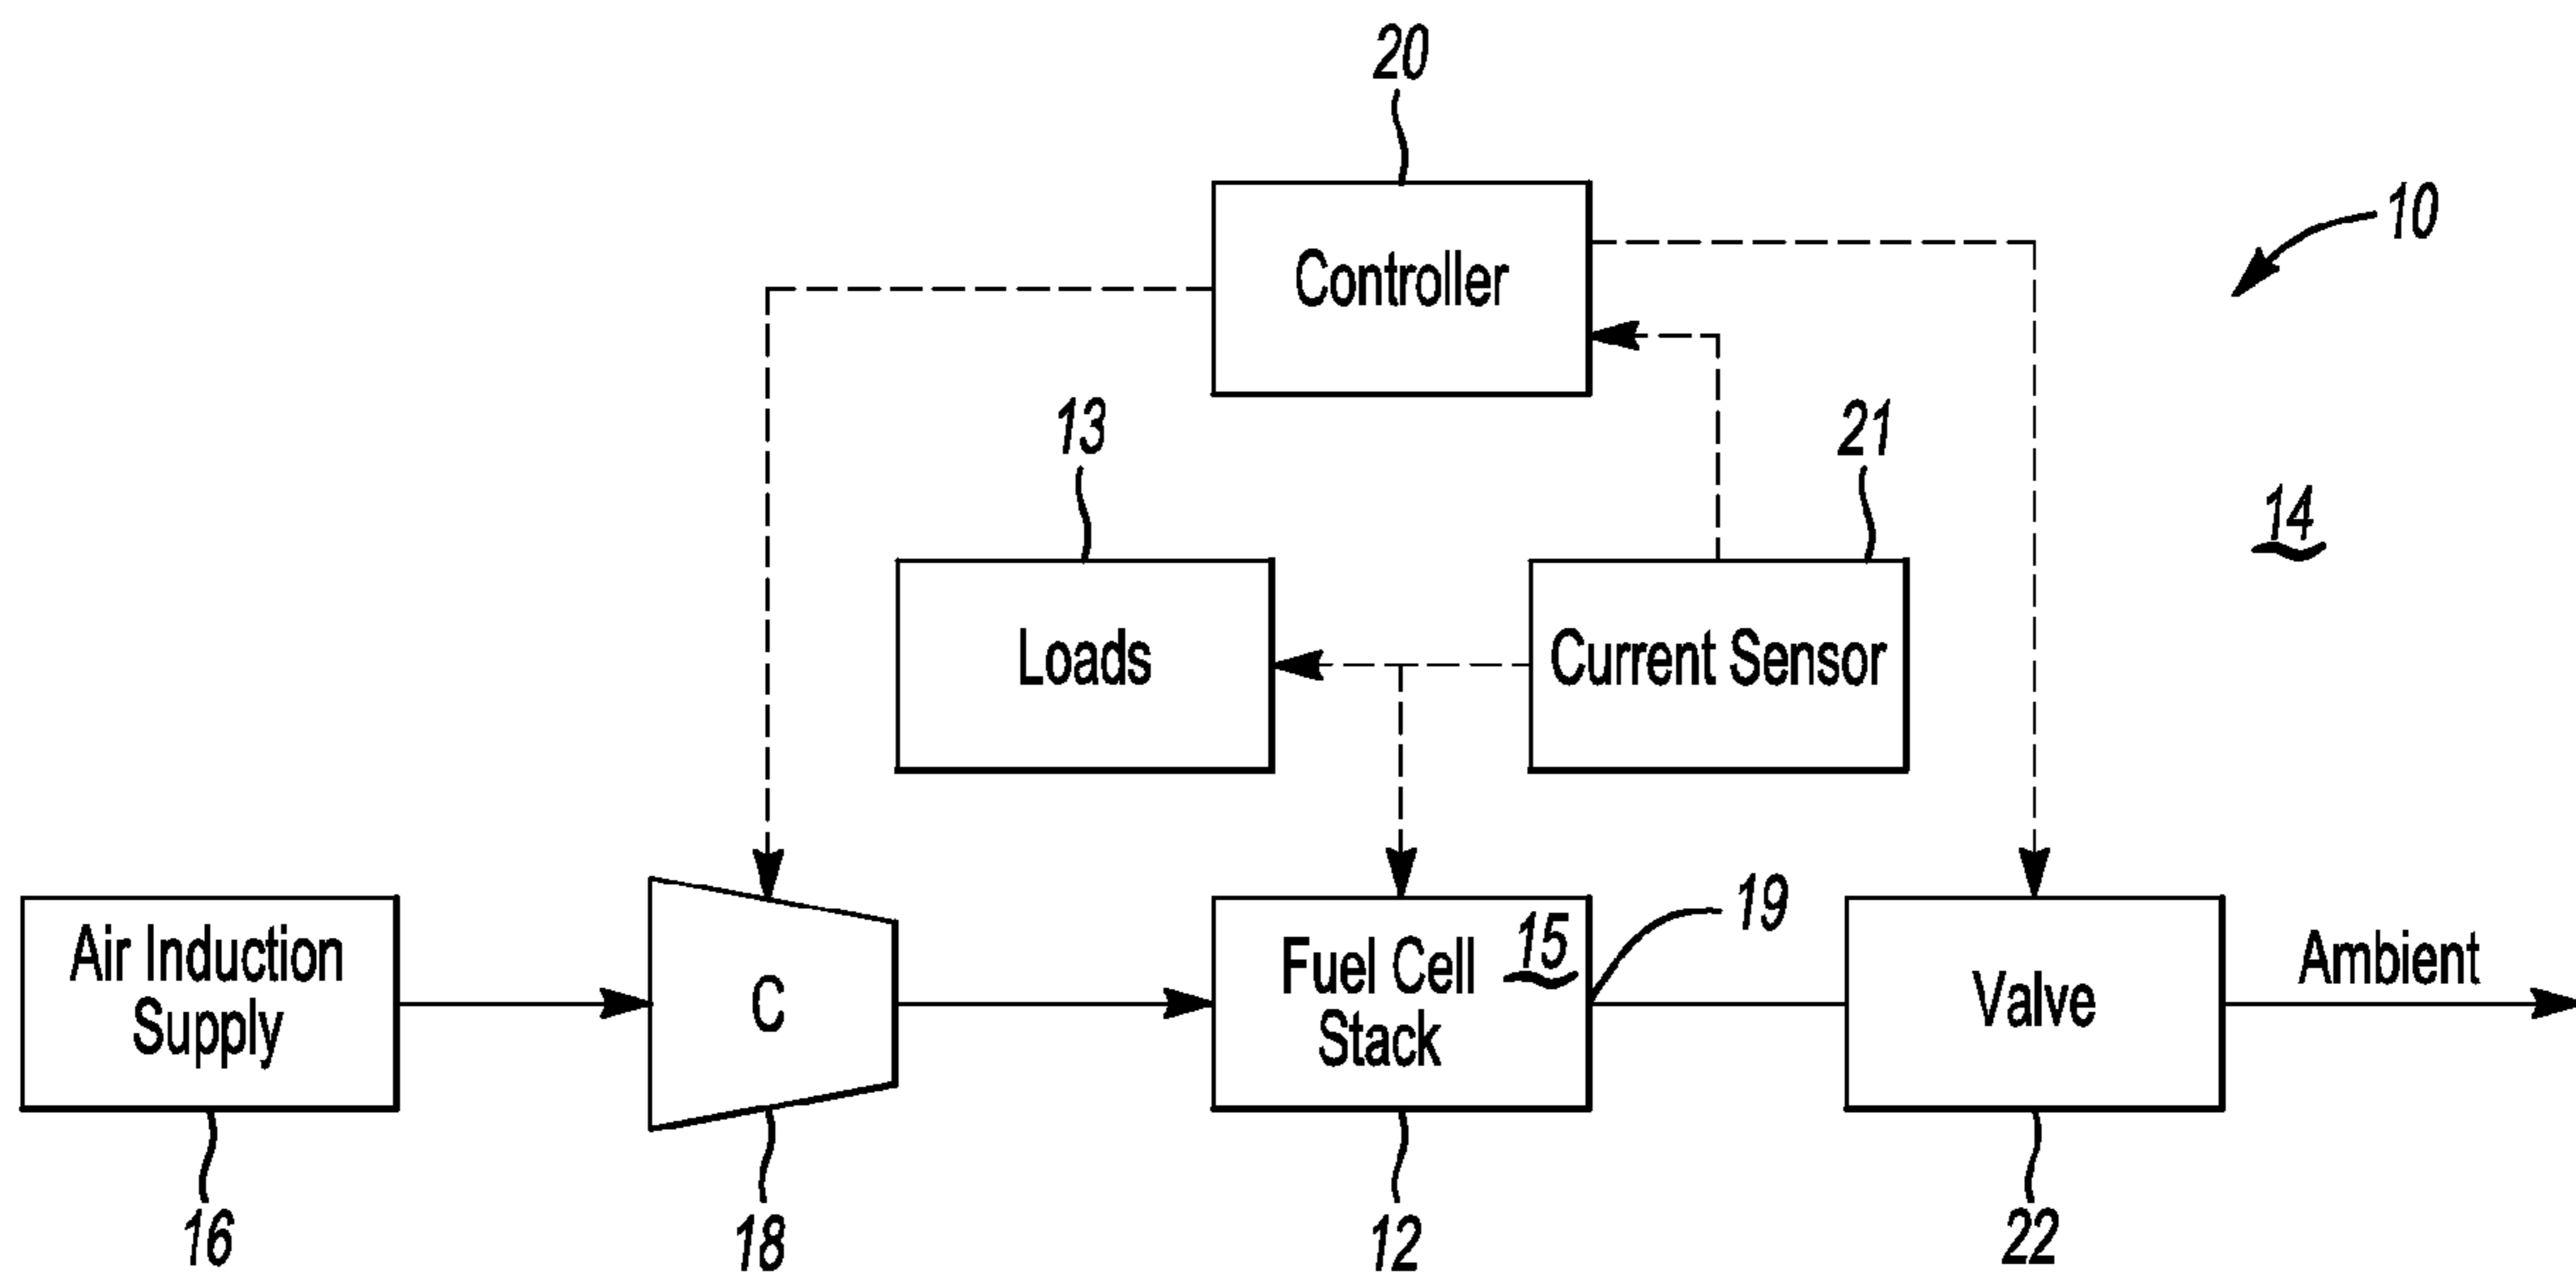 20
10
Controller
13
21
14
Loads
Current Sensor
19
15
Air Induction
Supply
C
Fuel Cell
Stack
Valve
Ambient
16
18
12
22